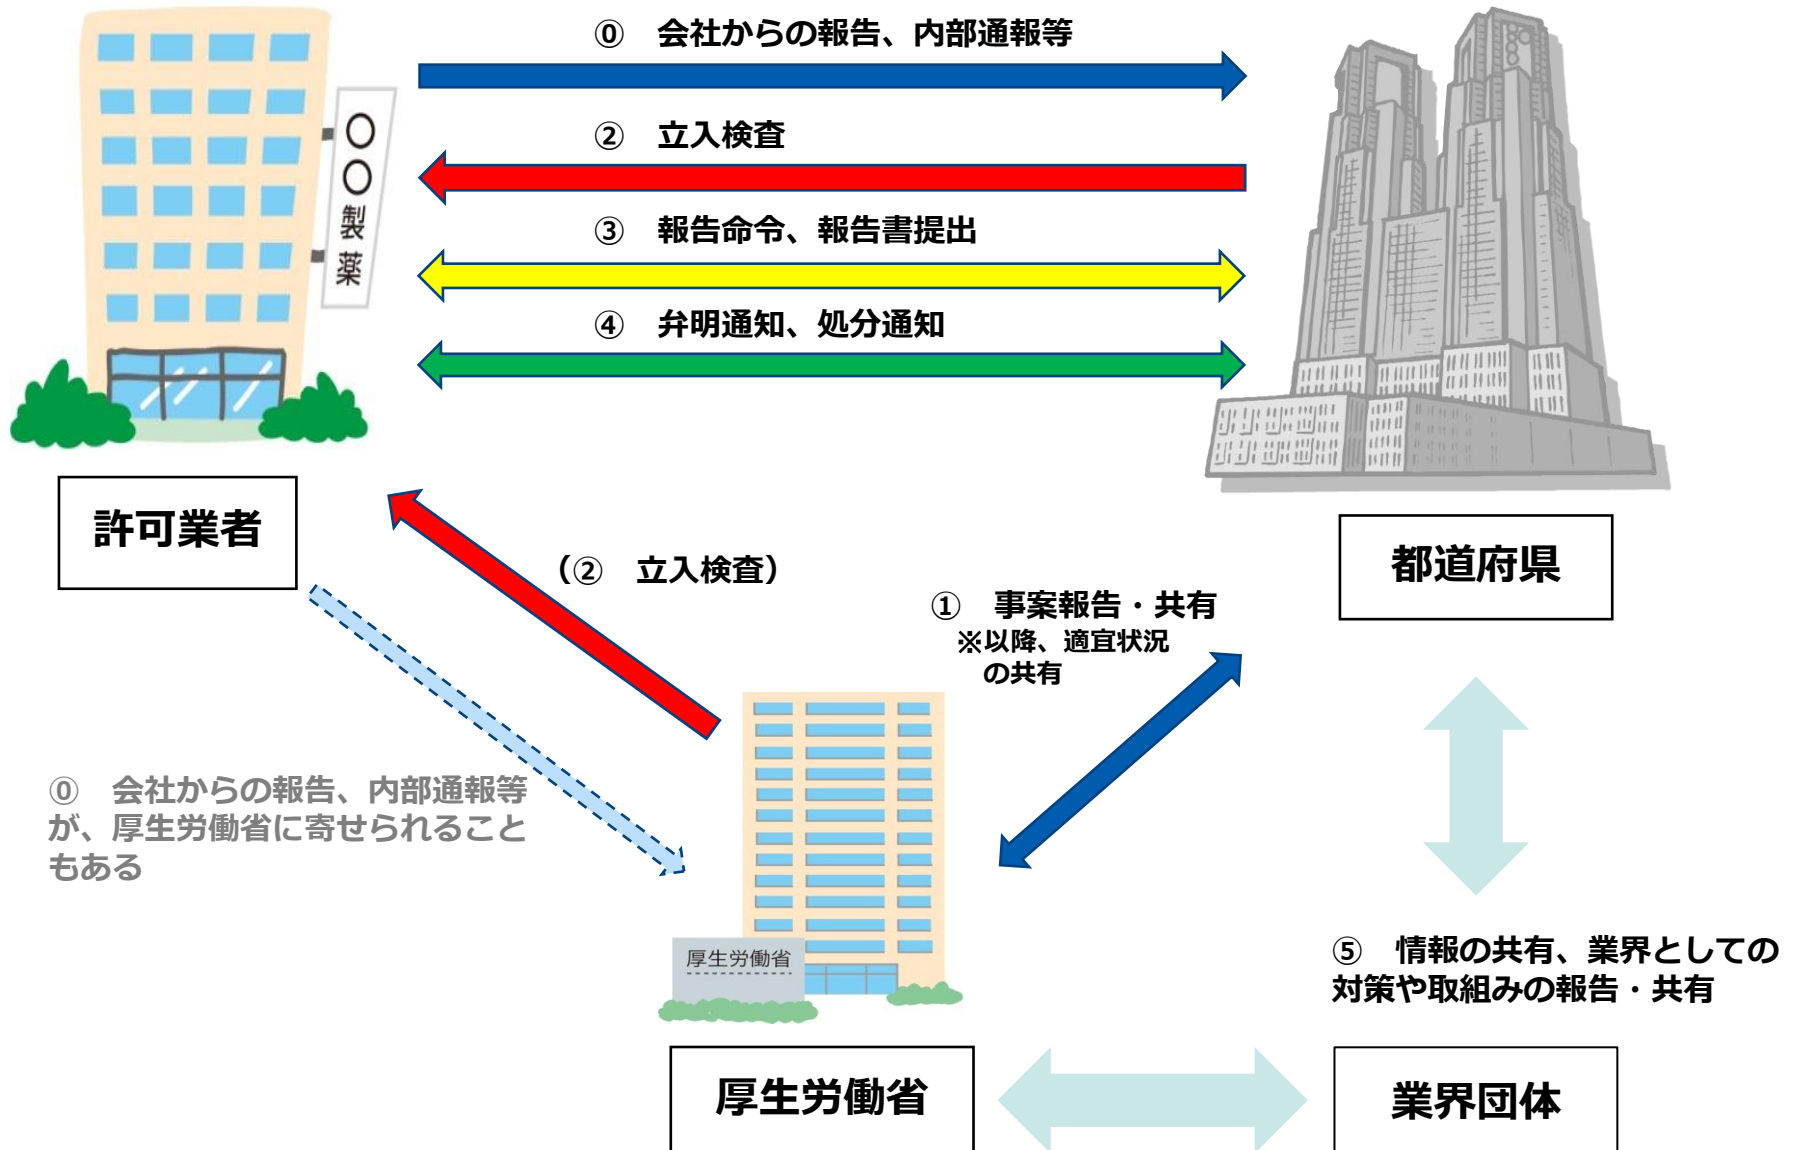 ⓪　会社からの報告、内部通報等
②　立入検査
③　報告命令、報告書提出
④　弁明通知、処分通知
〇〇製薬
許可業者
都道府県
（②　立入検査）
①　事案報告・共有
※以降、適宜状況
の共有
⓪　会社からの報告、内部通報等
が、厚生労働省に寄せられること
もある
厚生労働省
⑤　情報の共有、業界としての
対策や取組みの報告・共有
厚生労働省
業界団体